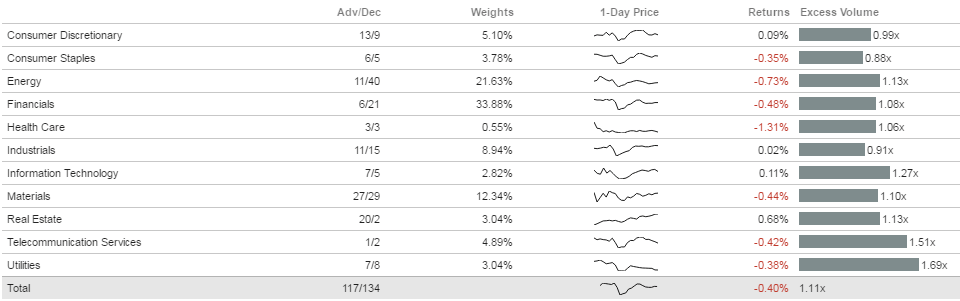 Adv/Dec Weights 1-Day Price Returns Excess Volume
Consumer Discretionary 13/9 5.10% 0.09% 0.99x
Consumer Staples 6/5 3.78% -0.35% 0.88x
Energy 11/40 21.63% -0.73% 1.13x
Financials 6/21 33.88% -0.48% 1.08x
Health Care 3/3 0.55% -1.31% 1.06x
Industrials 11/15 8.94% 0.02% 0.91x
Information Technology 7/5 2.82% 0.11% 1.27x
Materials 27/29 12.34% -0.44% 1.10x
Real Estate 20/2 3.04% 0.68% 1.13x
Telecommunication Services 1/2 4.89% -0.42% 1.51x
Utilities 7/8 3.04% -0.38% 1.69x
Total 117/134 -0.40% 1.11x